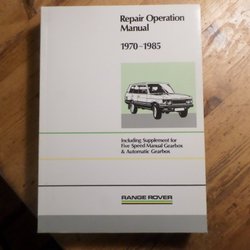 Repair Operation
Manual
1970-1985
Including Supplement for
Five Speed Manual Gearbox
& Automatic Gearbox
RANGE ROVER